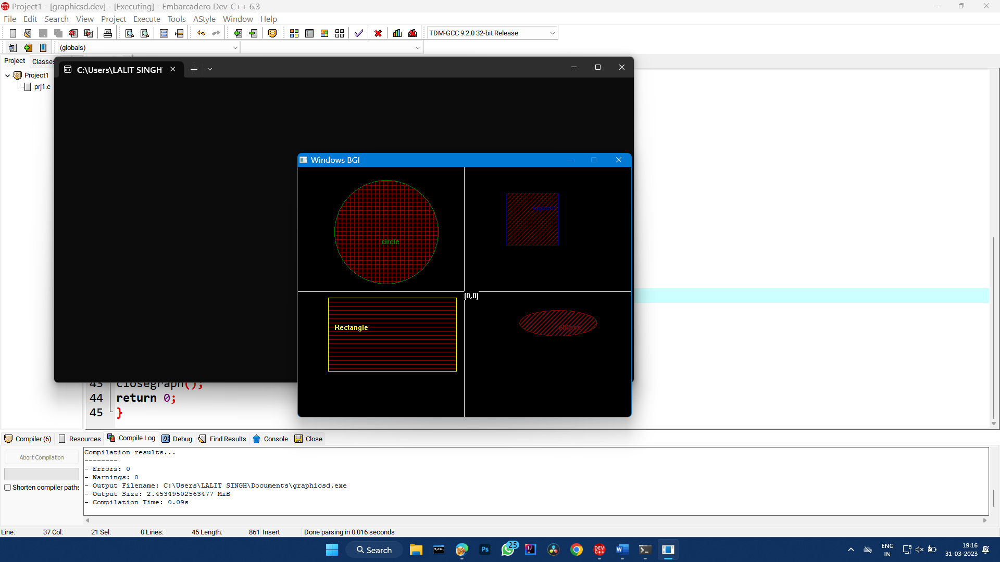 Project1 - [graphicsd.dev] - [Executing] - Embarcadero Dev-C++ 6.3
File Edit Search View Project Execute Tools AStyle Window Help
TDM-GCC 9.2.0 32-bit Release
(globals)
Project Classes
Project1
prj1.c
C:\Users\LALIT SINGH
Windows BGI
square
circle
(0,0)
Rectangle
ellipse
43 closegraph();
44 return 0;
45 }
Compiler (6) Resources Compile Log Debug Find Results Console Close
Abort Compilation
Shorten compiler paths
Compilation results...
--------
- Errors: 0
- Warnings: 0
- Output Filename: C:\Users\LALIT SINGH\Documents\graphicsd.exe
- Output Size: 2.45349502563477 MiB
- Compilation Time: 0.09s
Line: 37 Col: 21 Sel: 0 Lines: 45 Length: 861 Insert Done parsing in 0.016 seconds
Search
MySQL
Ps
25
IJ
DEV C++
W
ENG
IN
19:16
31-03-2023